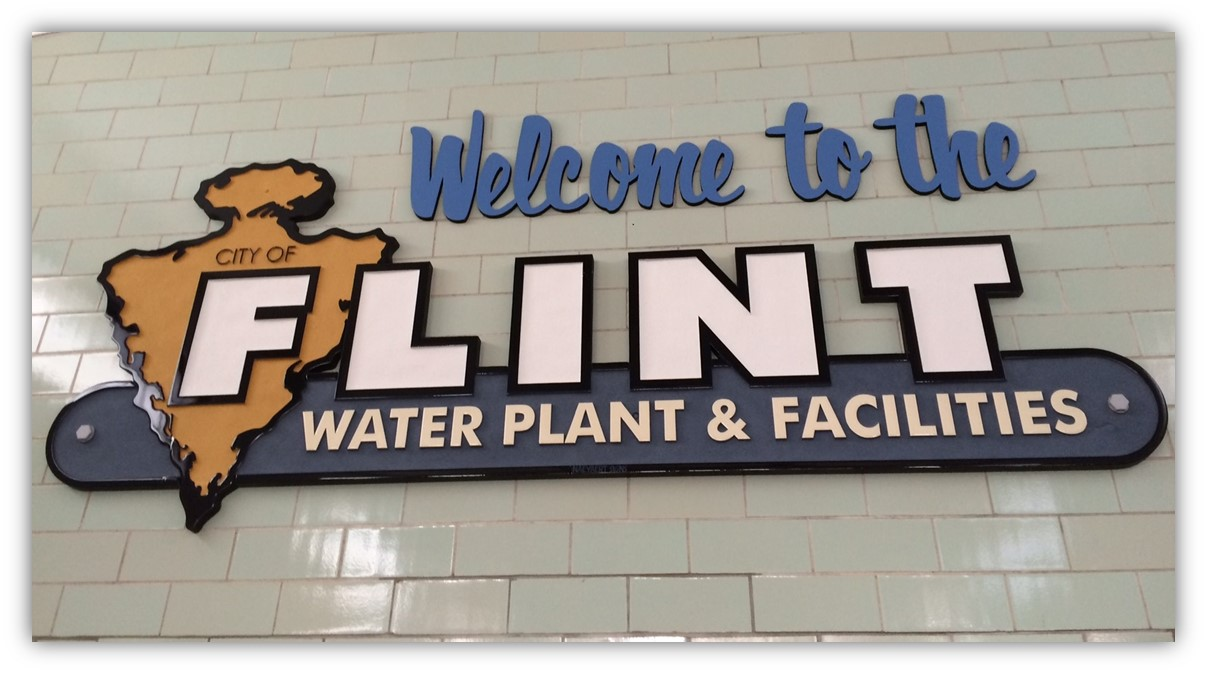 Welcome to the
CITY OF
FLINT
WATER PLANT & FACILITIES